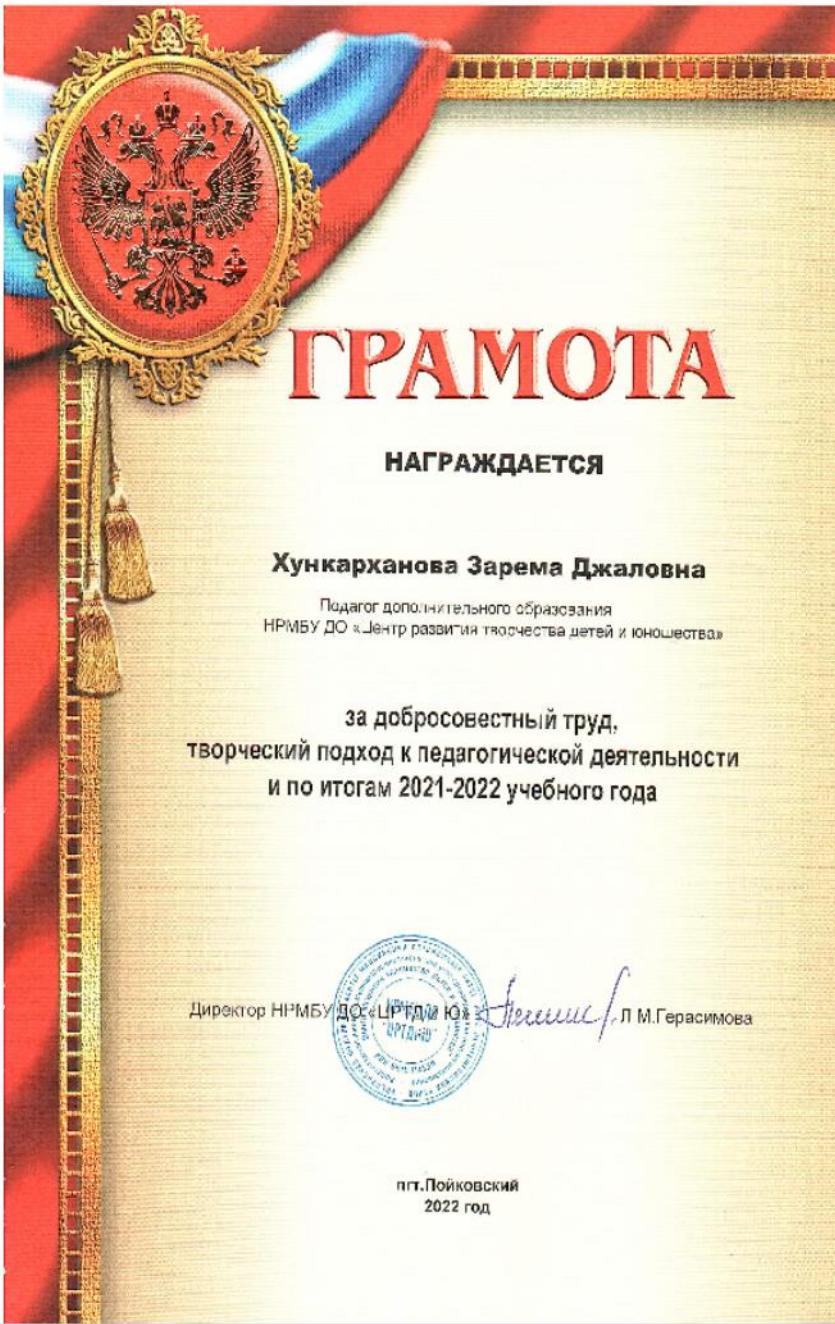 ГРАМОТА
НАГРАЖДАЕТСЯ
Хункарханова Зарема Джаловна
Педагог дополнительного образования
НРМБУ ДО «Центр развития творчества детей и юношества»
за добросовестный труд,
творческий подход к педагогической деятельности
и по итогам 2021-2022 учебного года
Директор НРМБУ ДО «ЦРТДиЮ» Л.М.Герасимова
пгт.Пойковский
2022 год